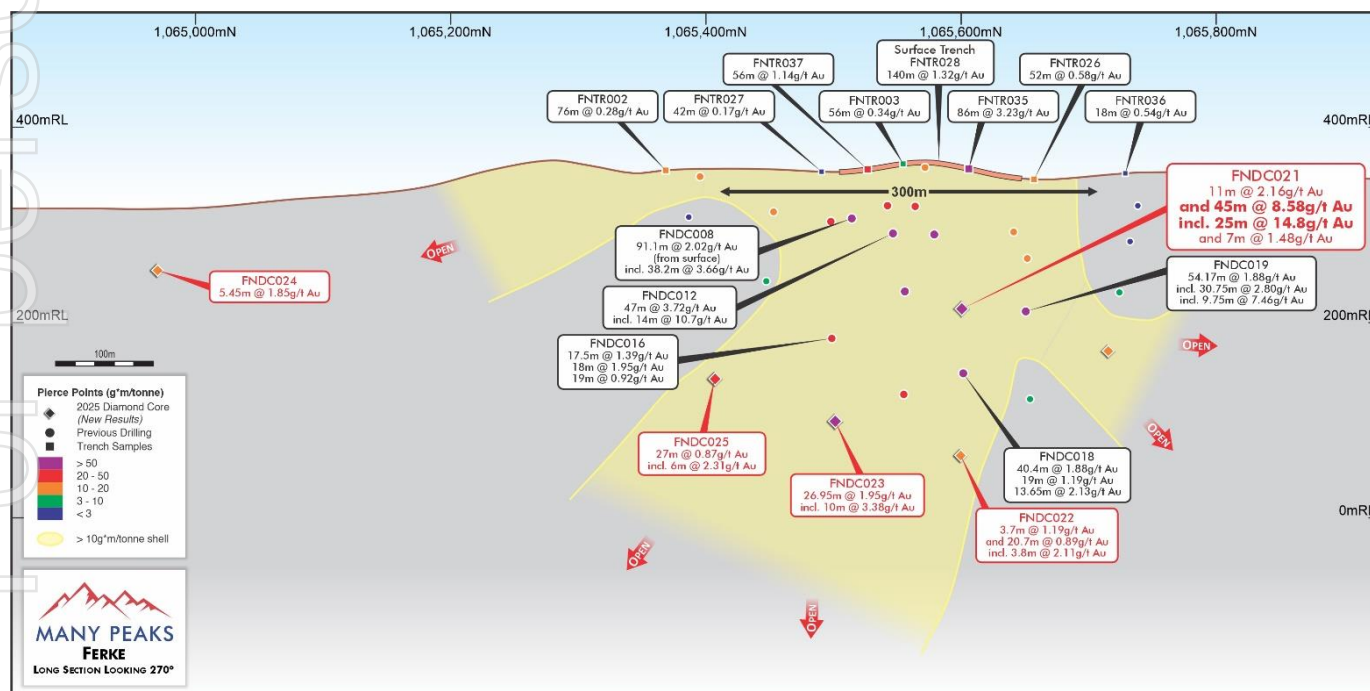 1,065,000mN
1,065,200mN
1,065,400mN
1,065,600mN
1,065,800mN
Surface Trench
FNTR028
140m @ 1.32g/t Au
FNTR037
56m @ 1.14g/t Au
FNTR026
52m @ 0.58g/t Au
FNTR002
76m @ 0.28g/t Au
FNTR027
42m @ 0.17g/t Au
FNTR003
56m @ 0.34g/t Au
FNTR035
86m @ 3.23g/t Au
FNTR036
18m @ 0.54g/t Au
400mRL
400mRL
300m
FNDC021
11m @ 2.16g/t Au
and 45m @ 8.58g/t Au
incl. 25m @ 14.8g/t Au
and 7m @ 1.48g/t Au
OPEN
FNDC008
91.1m @ 2.02g/t Au
(from surface)
incl. 38.2m @ 3.66g/t Au
FNDC024
5.45m @ 1.85g/t Au
FNDC019
54.17m @ 1.88g/t Au
incl. 30.75m @ 2.80g/t Au
incl. 9.75m @ 7.46g/t Au
FNDC012
47m @ 3.72g/t Au
incl. 14m @ 10.7g/t Au
200mRL
200mRL
FNDC016
17.5m @ 1.39g/t Au
18m @ 1.95g/t Au
19m @ 0.92g/t Au
OPEN
100m
Pierce Points (g*m/tonne)
2025 Diamond Core
(New Results)
Previous Drilling
Trench Samples
> 50
20 - 50
10 - 20
3 - 10
< 3
> 10g*m/tonne shell
OPEN
FNDC025
27m @ 0.87g/t Au
incl. 6m @ 2.31g/t Au
FNDC023
26.95m @ 1.95g/t Au
incl. 10m @ 3.38g/t Au
FNDC018
40.4m @ 1.88g/t Au
19m @ 1.19g/t Au
13.65m @ 2.13g/t Au
0mRL
FNDC022
3.7m @ 1.19g/t Au
and 20.7m @ 0.89g/t Au
incl. 3.8m @ 2.11g/t Au
OPEN
OPEN
MANY PEAKS
FERKE
LONG SECTION LOOKING 270°